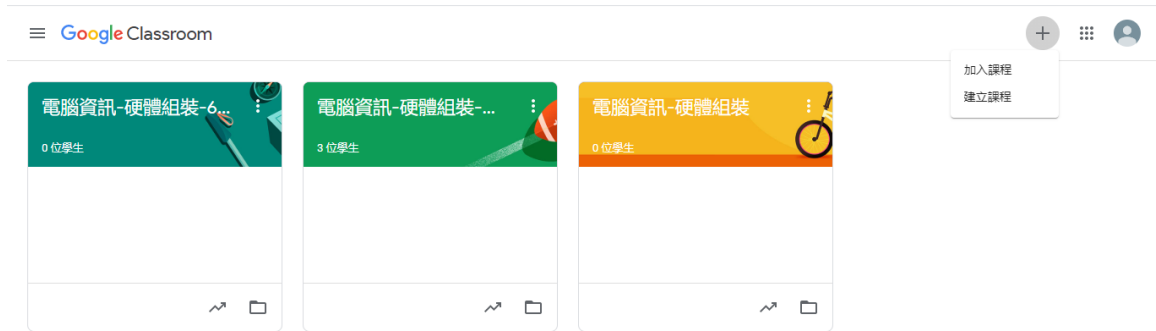 Google Classroom
加入課程
建立課程
電腦資訊-硬體組裝-6...
0 位學生
電腦資訊-硬體組裝-...
3 位學生
電腦資訊-硬體組裝
0 位學生